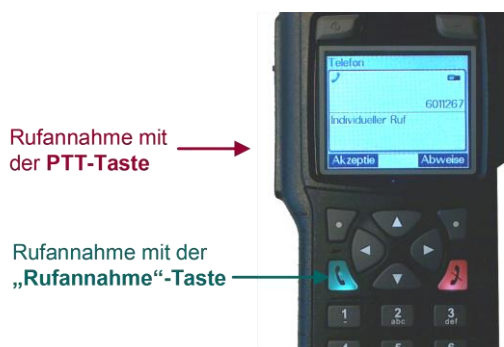 Telefon
6011267
Individueller Ruf
Akzeptie
Abweise
Rufannahme mit
der PTT-Taste
Rufannahme mit der
„Rufannahme“-Taste
1
2
abc
3
def